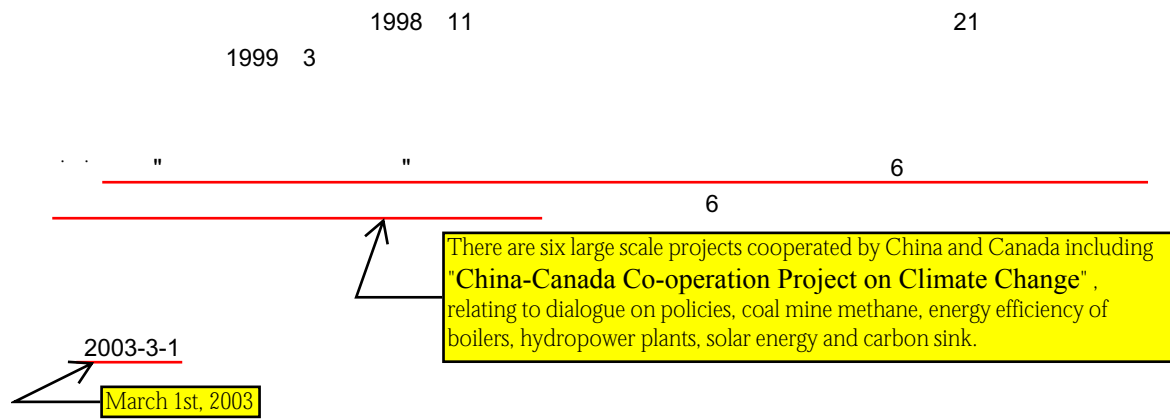 1998 11 21
1999 3
" " 6
6
There are six large scale projects cooperated by China and Canada including
"China-Canada Co-operation Project on Climate Change" ,
relating to dialogue on policies, coal mine methane, energy efficiency of
boilers, hydropower plants, solar energy and carbon sink.
2003-3-1
March 1st, 2003